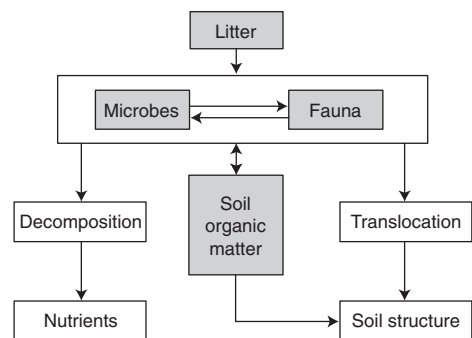 Litter
Microbes
Fauna
Decomposition
Soil
organic
matter
Translocation
Nutrients
Soil structure